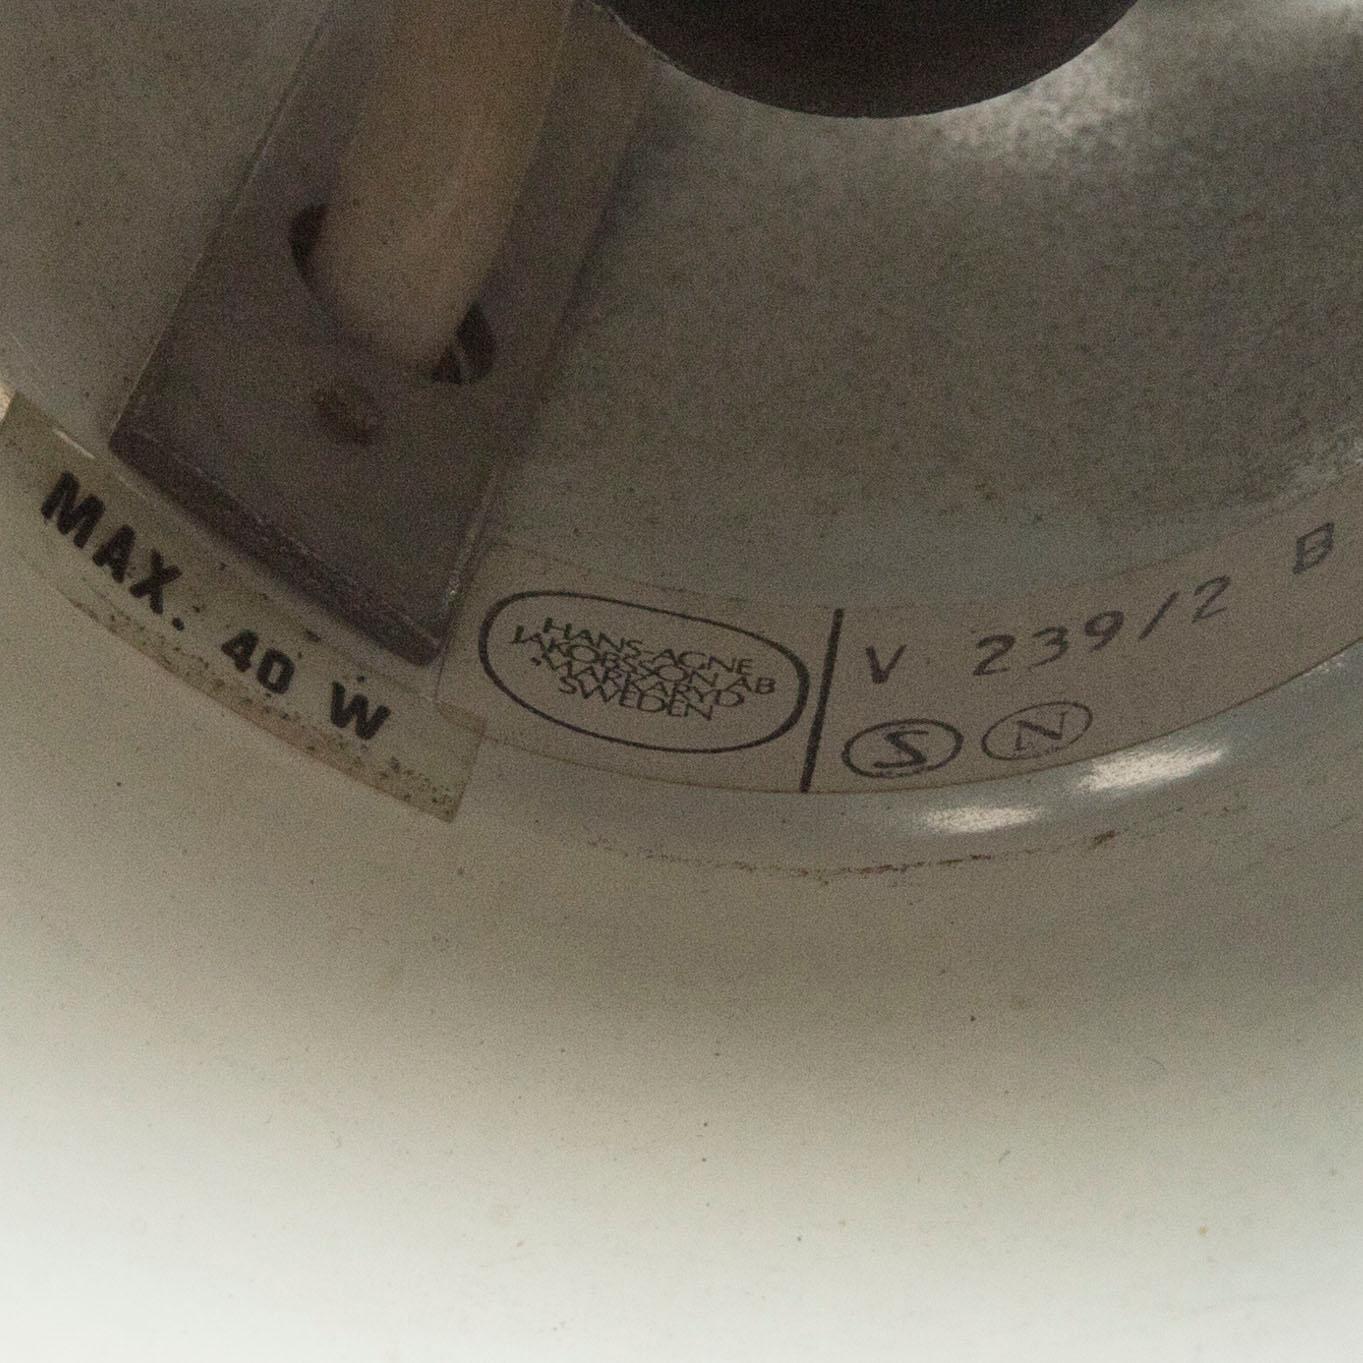 MAX. 40 W
HANS-AGNE
JAKOBSSON AB
MARKARYD
SWEDEN
V 239/2 B
S N